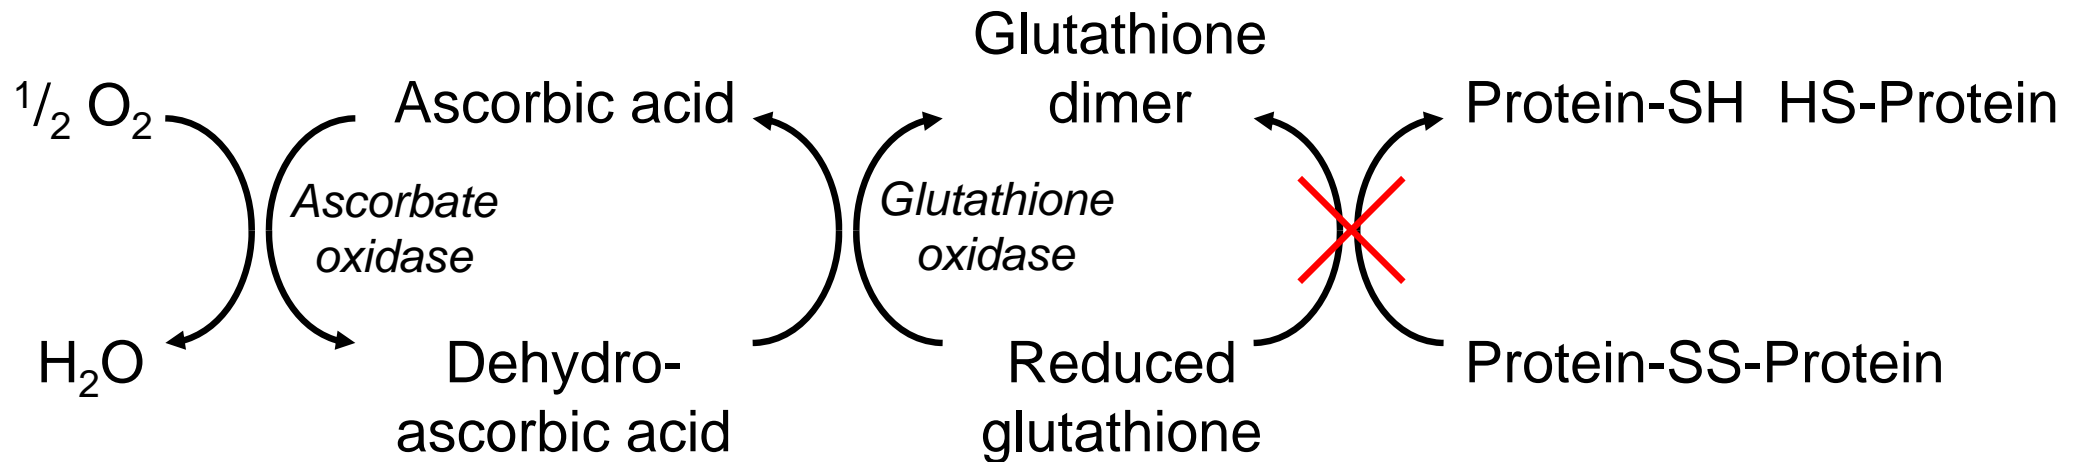 Glutathione
dimer
½ O₂
Ascorbic acid
Protein-SH HS-Protein
Ascorbate
oxidase
Glutathione
oxidase
H₂O
Dehydro-
ascorbic acid
Reduced
glutathione
Protein-SS-Protein